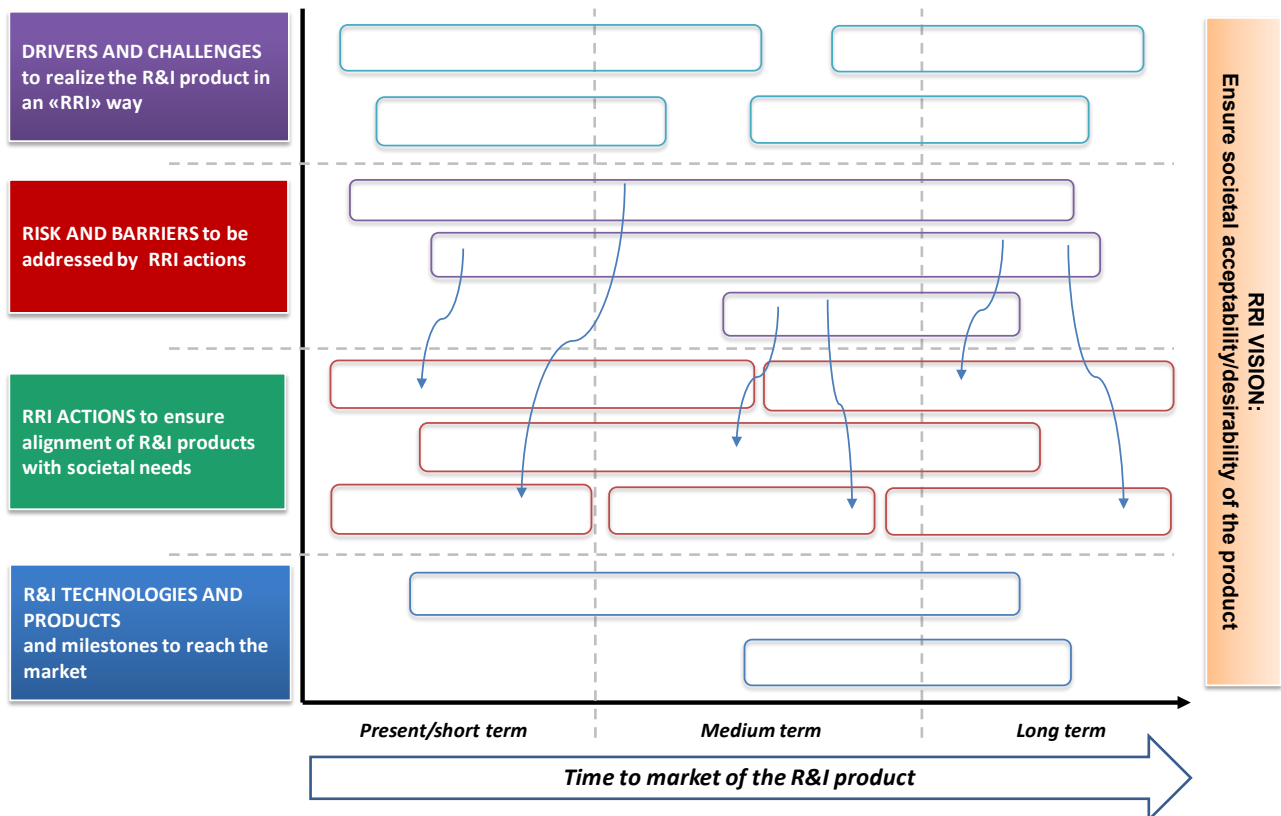 DRIVERS AND CHALLENGES
to realize the R&I product in
an «RRI» way
RISK AND BARRIERS to be
addressed by RRI actions
RRI ACTIONS to ensure
alignment of R&I products
with societal needs
R&I TECHNOLOGIES AND
PRODUCTS
and milestones to reach the
market
RRI VISION:
Ensure societal acceptability/desirability of the product
Present/short term
Medium term
Long term
Time to market of the R&I product